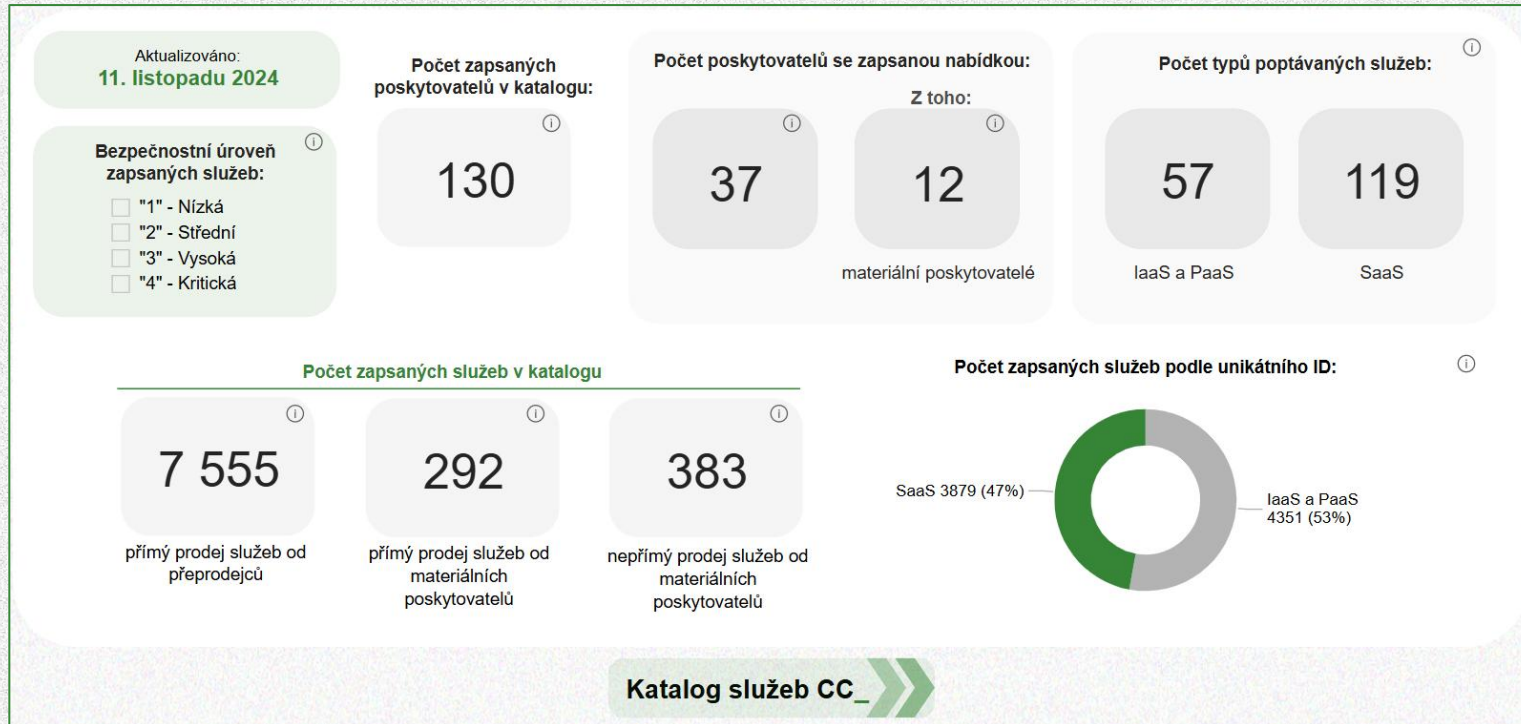 Aktualizováno:
11. listopadu 2024
Bezpečnostní úroveň
zapsaných služeb:
"1" - Nízká
"2" - Střední
"3" - Vysoká
"4" - Kritická
Počet zapsaných
poskytovatelů v katalogu:
130
Počet poskytovatelů se zapsanou nabídkou:
Z toho:
37
12
materiální poskytovatelé
Počet typů poptávaných služeb:
57
119
IaaS a PaaS
SaaS
Počet zapsaných služeb v katalogu
7 555
přímý prodej služeb od
přeprodejců
292
přímý prodej služeb od
materiálních
poskytovatelů
383
nepřímý prodej služeb od
materiálních
poskytovatelů
Počet zapsaných služeb podle unikátního ID:
SaaS 3879 (47%)
IaaS a PaaS
4351 (53%)
Katalog služeb CC_